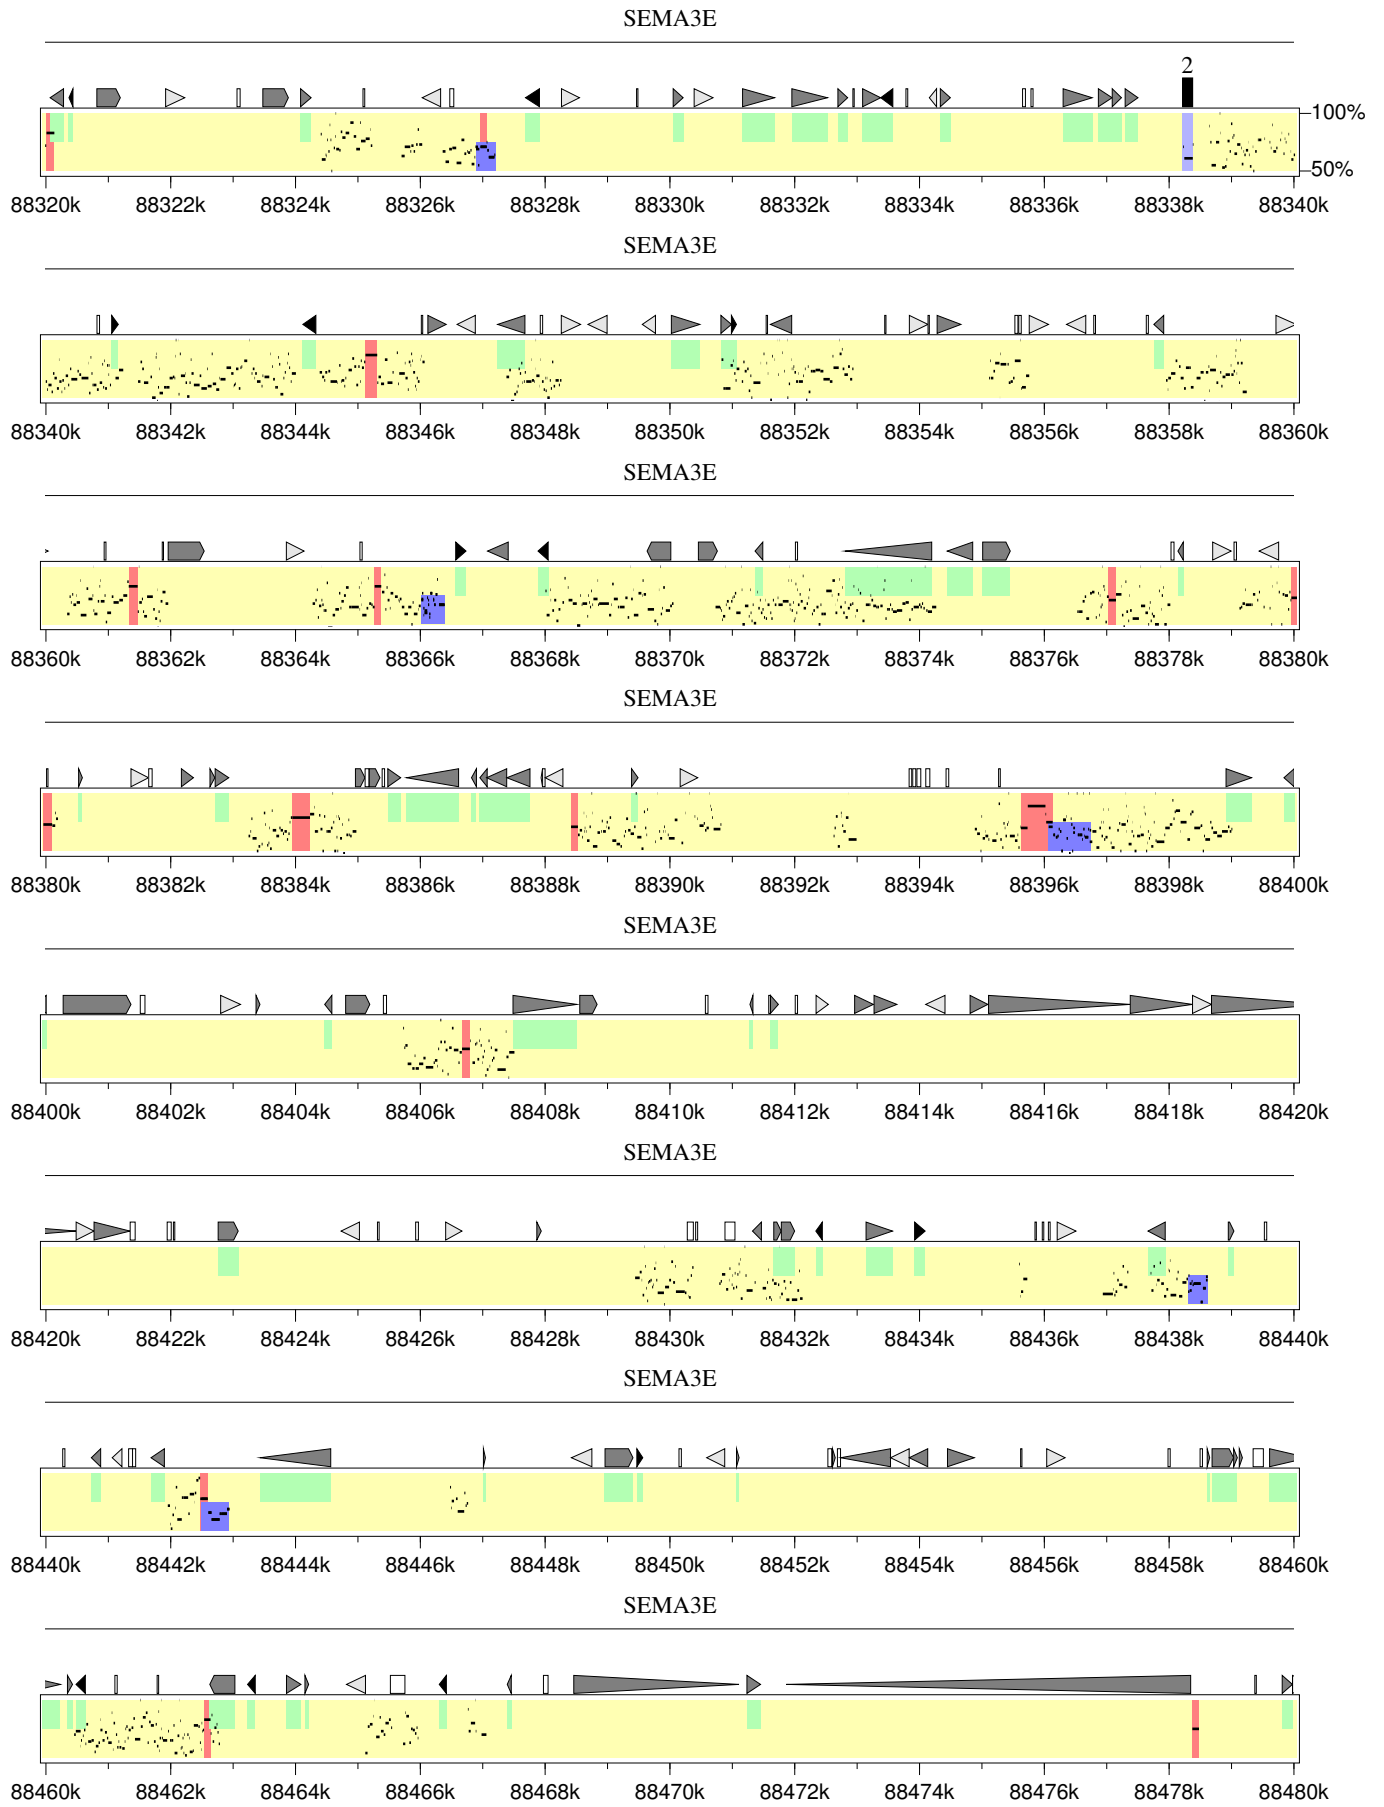 SEMA3E
2
100%
50%
88320k 88322k 88324k 88326k 88328k 88330k 88332k 88334k 88336k 88338k 88340k
SEMA3E
88340k 88342k 88344k 88346k 88348k 88350k 88352k 88354k 88356k 88358k 88360k
SEMA3E
88360k 88362k 88364k 88366k 88368k 88370k 88372k 88374k 88376k 88378k 88380k
SEMA3E
88380k 88382k 88384k 88386k 88388k 88390k 88392k 88394k 88396k 88398k 88400k
SEMA3E
88400k 88402k 88404k 88406k 88408k 88410k 88412k 88414k 88416k 88418k 88420k
SEMA3E
88420k 88422k 88424k 88426k 88428k 88430k 88432k 88434k 88436k 88438k 88440k
SEMA3E
88440k 88442k 88444k 88446k 88448k 88450k 88452k 88454k 88456k 88458k 88460k
SEMA3E
88460k 88462k 88464k 88466k 88468k 88470k 88472k 88474k 88476k 88478k 88480k